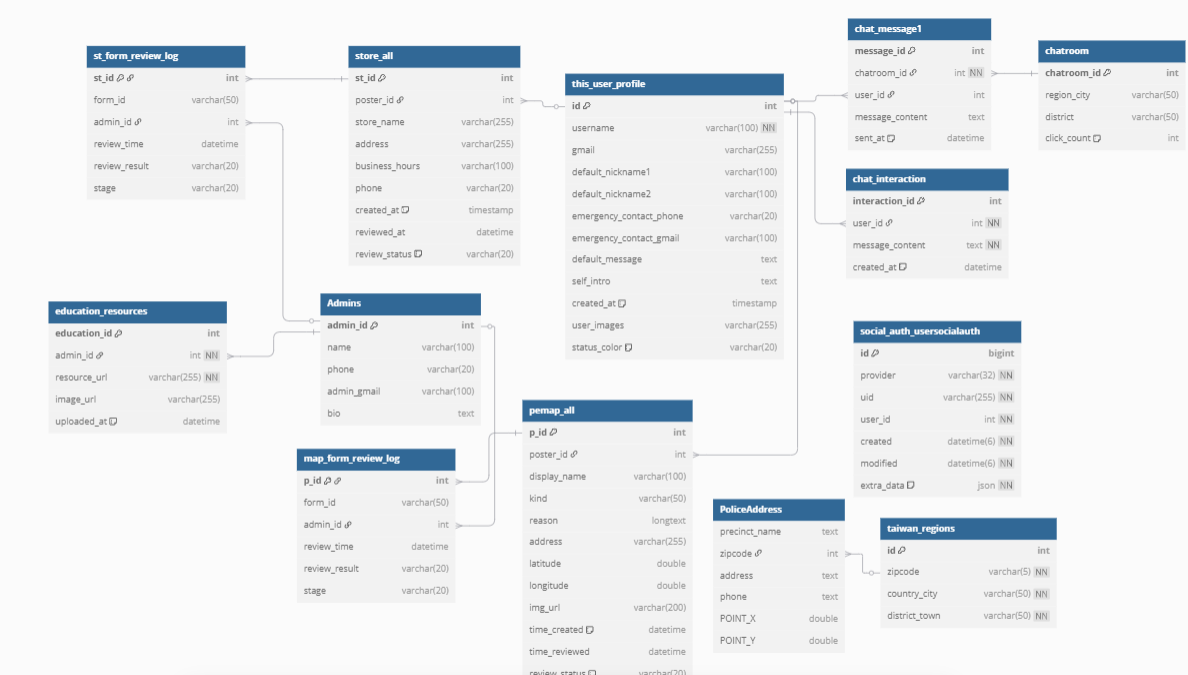 st_form_review_log
st_id int
form_id varchar(50)
admin_id int
review_time datetime
review_result varchar(20)
stage varchar(20)
store_all
st_id int
poster_id int
store_name varchar(255)
address varchar(255)
business_hours varchar(100)
phone varchar(20)
created_at timestamp
reviewed_at datetime
review_status varchar(20)
this_user_profile
id int
username varchar(100) NN
gmail varchar(255)
default_nickname1 varchar(100)
default_nickname2 varchar(100)
emergency_contact_phone varchar(20)
emergency_contact_gmail varchar(100)
default_message text
self_intro text
created_at timestamp
user_images varchar(255)
status_color varchar(20)
chat_message1
message_id int
chatroom_id int NN
user_id int
message_content text
sent_at datetime
chatroom
chatroom_id int
region_city varchar(50)
district varchar(50)
click_count int
chat_interaction
interaction_id int
user_id int NN
message_content text NN
created_at datetime
education_resources
education_id int
admin_id int NN
resource_url varchar(255) NN
image_url varchar(255)
uploaded_at datetime
Admins
admin_id int
name varchar(100)
phone varchar(20)
admin_gmail varchar(100)
bio text
map_form_review_log
p_id int
form_id varchar(50)
admin_id int
review_time datetime
review_result varchar(20)
stage varchar(20)
pemap_all
p_id int
poster_id int
display_name varchar(100)
kind varchar(50)
reason longtext
address varchar(255)
latitude double
longitude double
img_url varchar(200)
time_created datetime
time_reviewed datetime
review_status varchar(20)
social_auth_usersocialauth
id bigint
provider varchar(32) NN
uid varchar(255) NN
user_id int NN
created datetime(6) NN
modified datetime(6) NN
extra_data json NN
PoliceAddress
precinct_name text
zipcode int
address text
phone text
POINT_X double
POINT_Y double
taiwan_regions
id int
zipcode varchar(5) NN
country_city varchar(50) NN
district_town varchar(50) NN